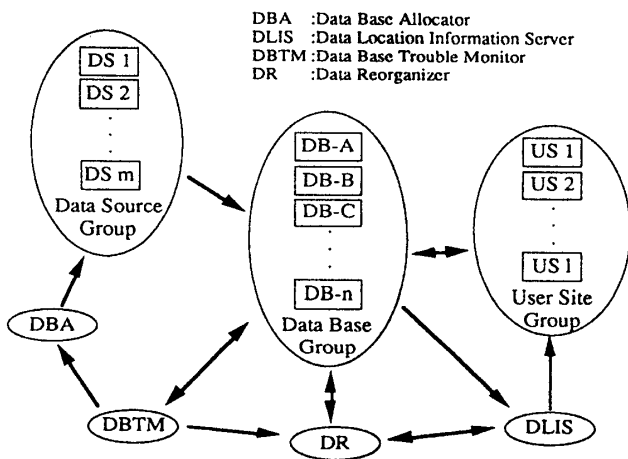 DBA :Data Base Allocator
DLIS :Data Location Information Server
DBTM :Data Base Trouble Monitor
DR :Data Reorganizer
DS 1
DS 2
DS m
Data Source
Group
DB-A
DB-B
DB-C
DB-n
Data Base
Group
US 1
US 2
US 1
User Site
Group
DBA
DBTM
DR
DLIS